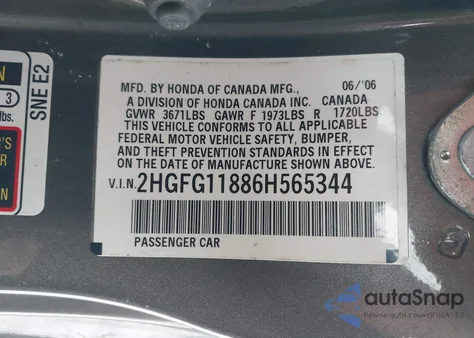 MFD. BY HONDA OF CANADA MFG., 06/'06
A DIVISION OF HONDA CANADA INC. CANADA
GVWR 3671LBS GAWR F 1973LBS R 1720LBS
THIS VEHICLE CONFORMS TO ALL APPLICABLE
FEDERAL MOTOR VEHICLE SAFETY, BUMPER,
AND THEFT PREVENTION STANDARDS IN EFFECT
ON THE DATE OF MANUFACTURE SHOWN ABOVE.
V.I.N. 2HGFG11886H565344
PASSENGER CAR
SNE E2
N
3
lbs.
'S
R
autoSnap